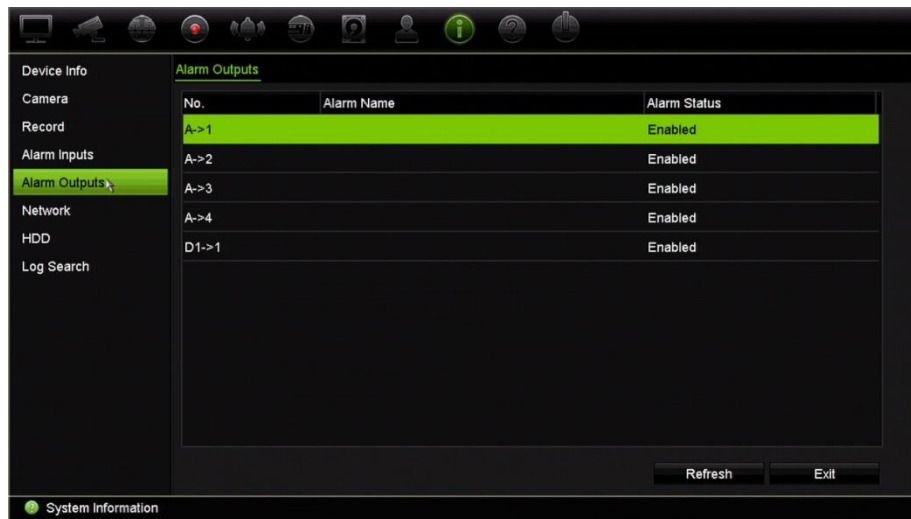 Device Info
Camera
Record
Alarm Inputs
Alarm Outputs
Network
HDD
Log Search
Alarm Outputs
No. Alarm Name Alarm Status
A->1 Enabled
A->2 Enabled
A->3 Enabled
A->4 Enabled
D1->1 Enabled
Refresh Exit
System Information